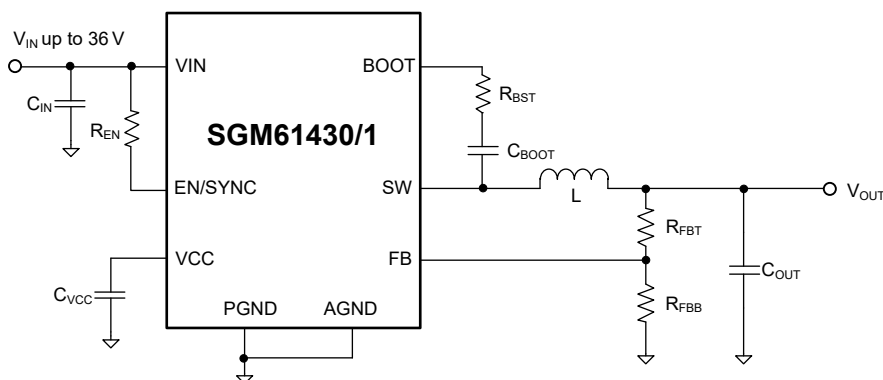 V_IN up to 36 V
VIN
BOOT
C_IN
R_EN
R_BST
SGM61430/1
C_BOOT
EN/SYNC
SW
L
V_OUT
R_FBT
VCC
FB
C_VCC
C_OUT
R_FBB
PGND
AGND